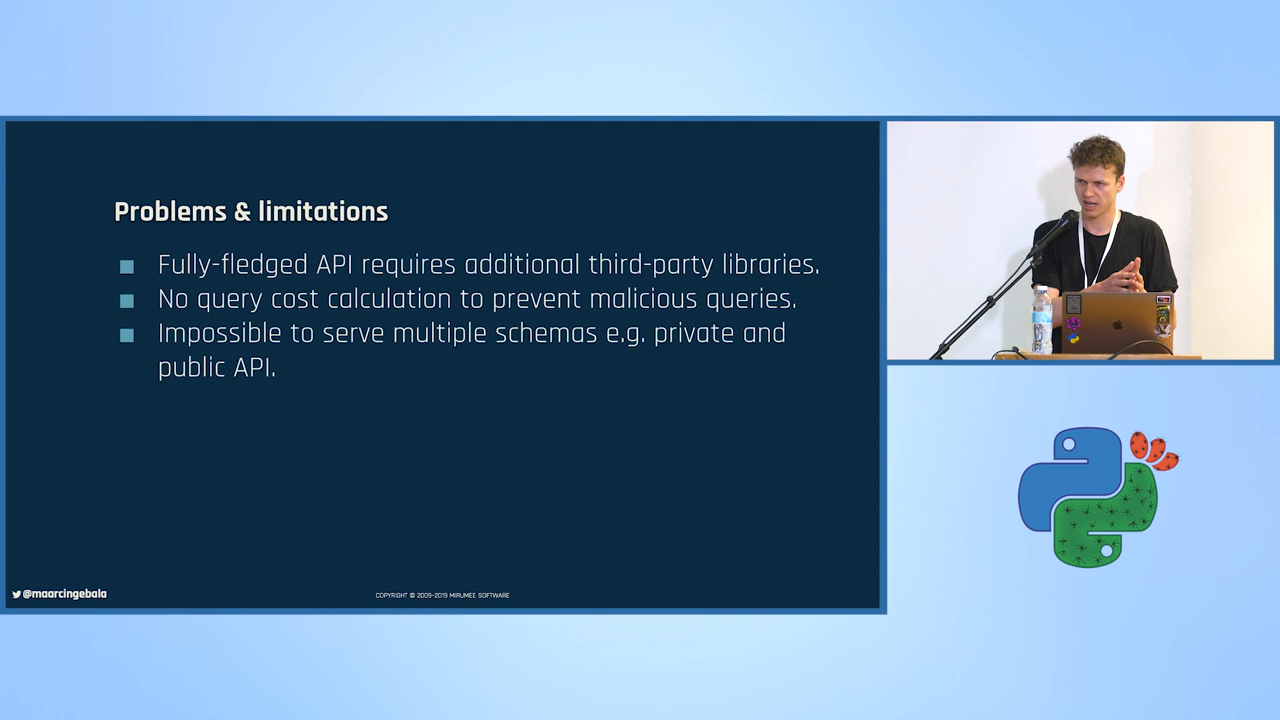 Problems & limitations
Fully-fledged API requires additional third-party libraries.
No query cost calculation to prevent malicious queries.
Impossible to serve multiple schemas e.g. private and
public API.
@maarcingebala
COPYRIGHT © 2009-2019 MIRUMEE SOFTWARE